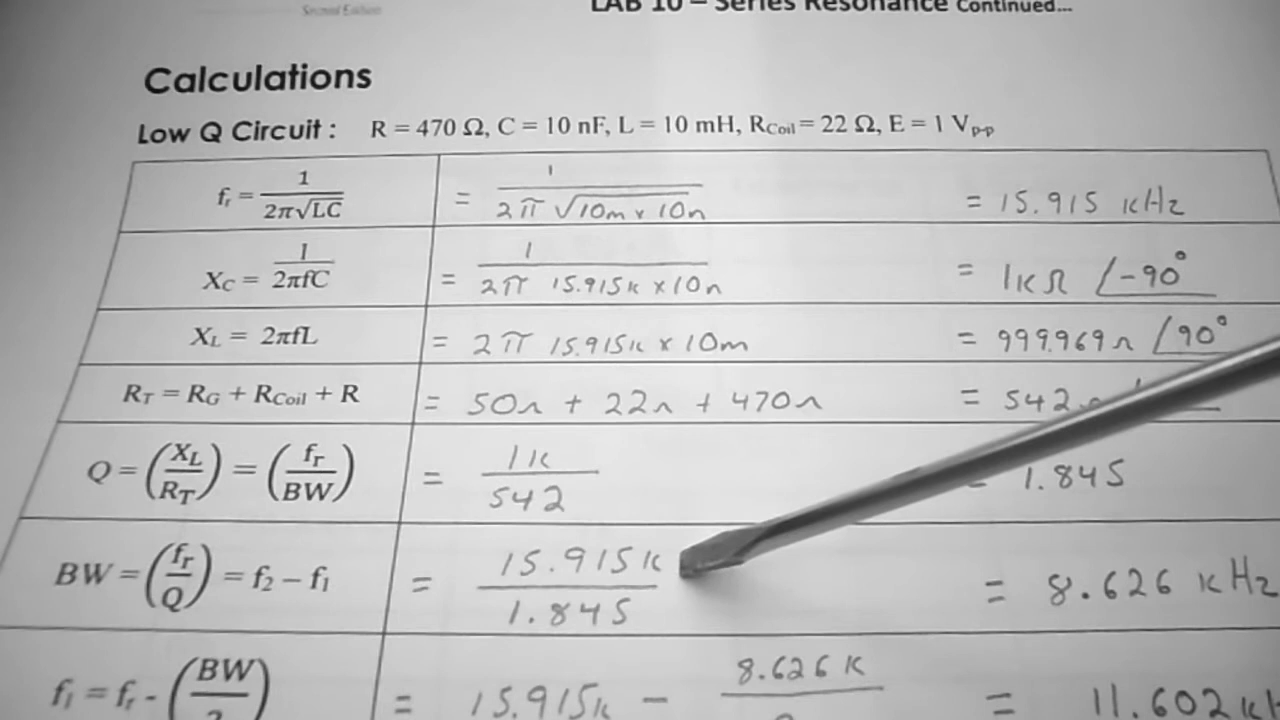 Second Edition
LAB 10 – Series Resonance Continued...
Calculations
Low Q Circuit : R = 470 Ω, C = 10 nF, L = 10 mH, RCoil = 22 Ω, E = 1 Vp-p
fr = 1 / 2π√LC = 1 / 2π √10m x 10n = 15.915 kHz
XC = 1 / 2πfC = 1 / 2π 15.915k x 10n = 1kΩ ∠-90°
XL = 2πfL = 2π 15.915k x 10m = 999.969Ω ∠90°
RT = RG + RCoil + R = 50Ω + 22Ω + 470Ω = 542
Q = (XL / RT) = (fr / BW) = 1k / 542 = 1.845
BW = (fr / Q) = f2 – f1 = 15.915k / 1.845 = 8.626 kHz
f1 = fr - (BW / 2) = 15.915k – 8.626k = 11.602 k